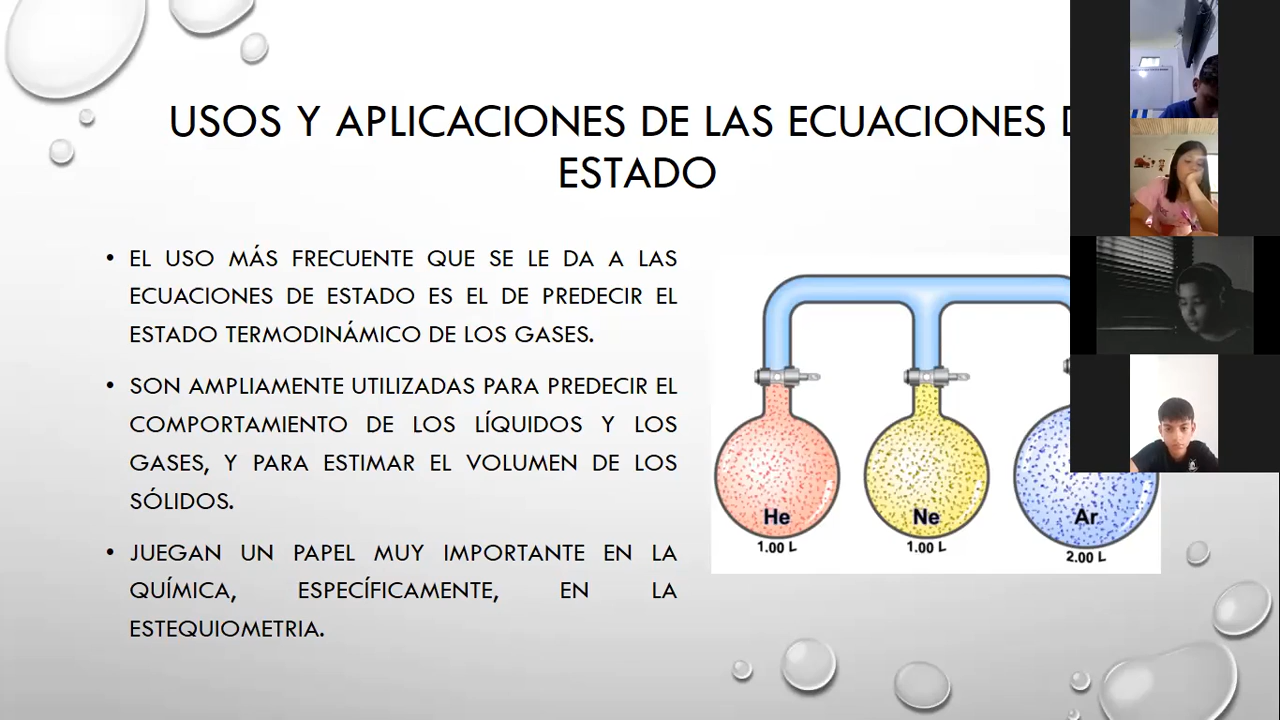 USOS Y APLICACIONES DE LAS ECUACIONES
ESTADO
• EL USO MÁS FRECUENTE QUE SE LE DA A LAS
ECUACIONES DE ESTADO ES EL DE PREDECIR EL
ESTADO TERMODINÁMICO DE LOS GASES.
• SON AMPLIAMENTE UTILIZADAS PARA PREDECIR EL
COMPORTAMIENTO DE LOS LÍQUIDOS Y LOS
GASES, Y PARA ESTIMAR EL VOLUMEN DE LOS
SÓLIDOS.
• JUEGAN UN PAPEL MUY IMPORTANTE EN LA
QUÍMICA, ESPECÍFICAMENTE, EN LA
ESTEQUIOMETRIA.
He Ne Ar
1.00 L 1.00 L 2.00 L